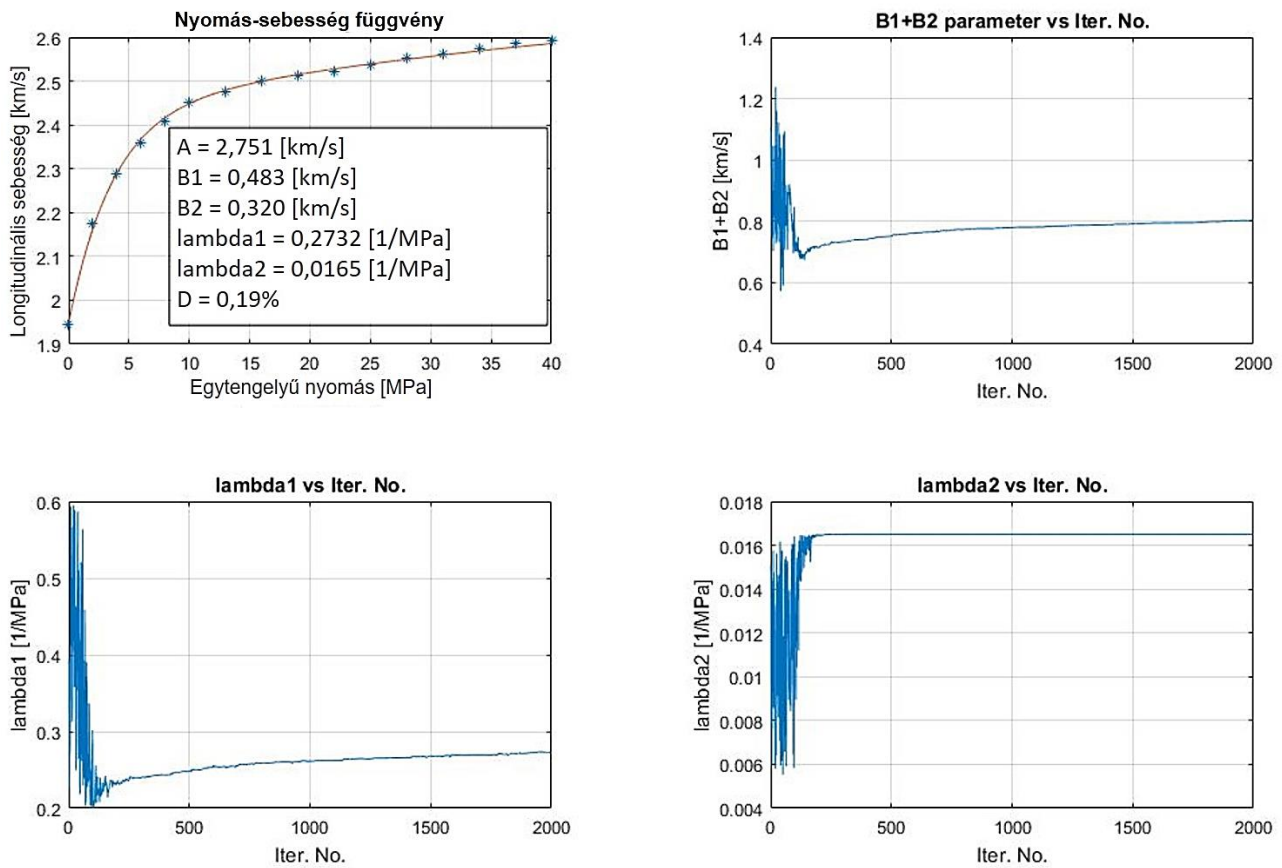 Nyomás-sebesség függvény
2.6
2.5
2.4
2.3
2.2
2.1
2
1.9
Longitudinális sebesség [km/s]
A = 2,751 [km/s]
B1 = 0,483 [km/s]
B2 = 0,320 [km/s]
lambda1 = 0,2732 [1/MPa]
lambda2 = 0,0165 [1/MPa]
D = 0,19%
0 5 10 15 20 25 30 35 40
Egytengelyű nyomás [MPa]
B1+B2 parameter vs Iter. No.
1.4
1.2
1
0.8
0.6
0.4
B1+B2 [km/s]
0 500 1000 1500 2000
Iter. No.
lambda1 vs Iter. No.
0.6
0.5
0.4
0.3
0.2
lambda1 [1/MPa]
0 500 1000 1500 2000
Iter. No.
lambda2 vs Iter. No.
0.018
0.016
0.014
0.012
0.01
0.008
0.006
0.004
lambda2 [1/MPa]
0 500 1000 1500 2000
Iter. No.